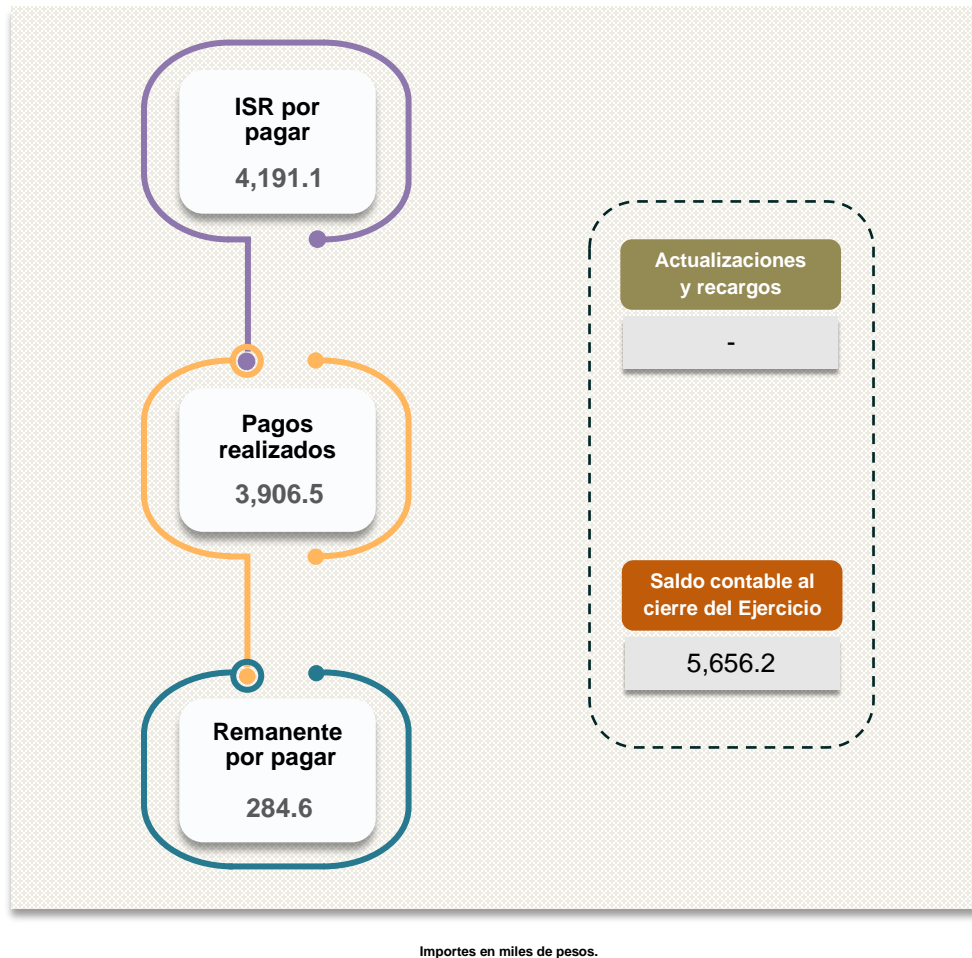 ISR por
pagar
4,191.1
Pagos
realizados
3,906.5
Remanente
por pagar
284.6
Actualizaciones
y recargos
-
Saldo contable al
cierre del Ejercicio
5,656.2
Importes en miles de pesos.